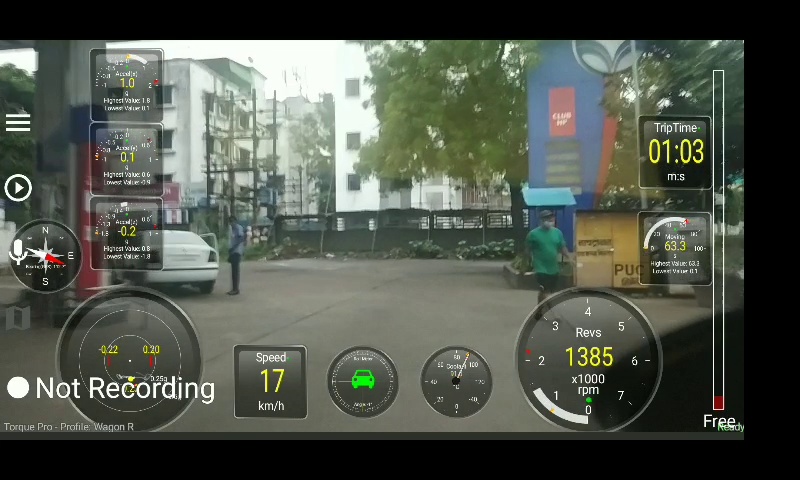 Accel(x)
1.0
g
Highest Value: 1.8
Lowest Value: 0.1
Accel(y)
0.1
Highest Value: 0.6
Lowest Value: -0.9
Accel(z)
-0.2
Highest Value: 0.8
Lowest Value: -1.8
N
E
S
CLUB
HP
TripTime
01:03
m:s
Moving
63.3
s
Highest Value: 63.3
Lowest Value: 0.1
PUC
-0.22 0.20
Speed
17
km/h
Revs
1385
x1000
rpm
0
1
2
3
4
5
6
7
Not Recording
Free
Ready
Torque Pro - Profile: Wagon R